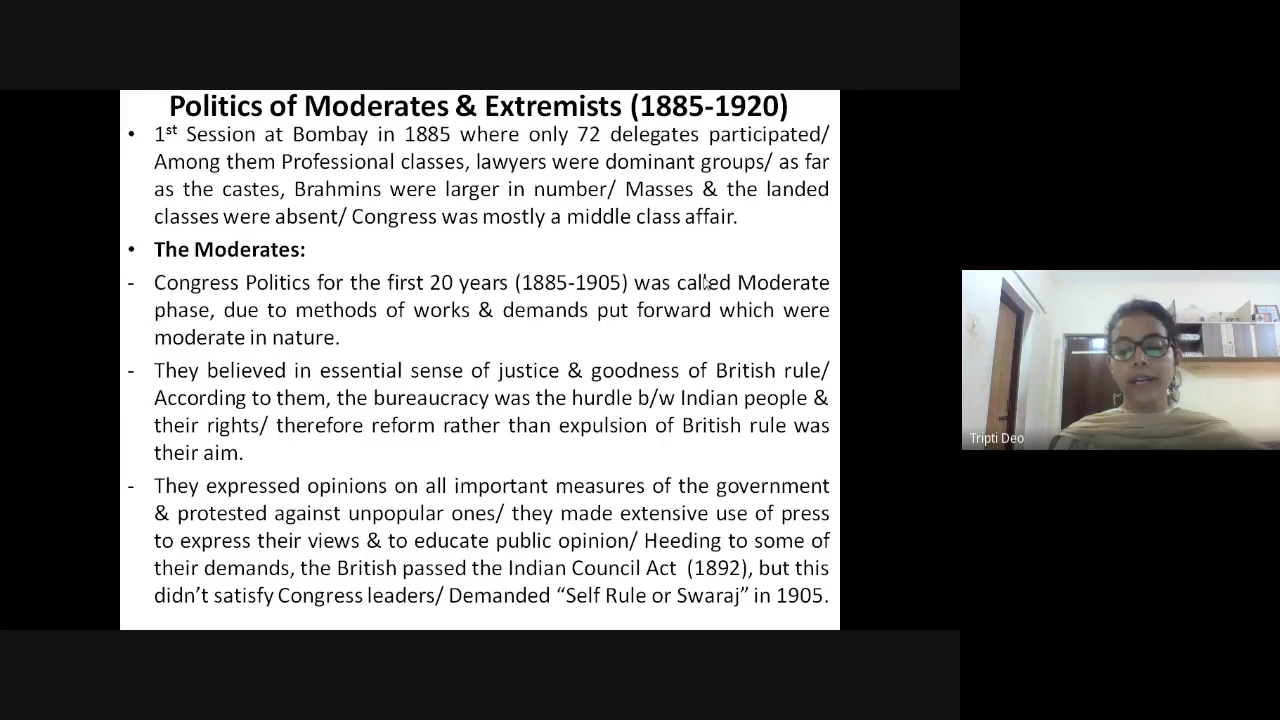 Politics of Moderates & Extremists (1885-1920)
• 1st Session at Bombay in 1885 where only 72 delegates participated/
Among them Professional classes, lawyers were dominant groups/ as far
as the castes, Brahmins were larger in number/ Masses & the landed
classes were absent/ Congress was mostly a middle class affair.
• The Moderates:
- Congress Politics for the first 20 years (1885-1905) was called Moderate
phase, due to methods of works & demands put forward which were
moderate in nature.
- They believed in essential sense of justice & goodness of British rule/
According to them, the bureaucracy was the hurdle b/w Indian people &
their rights/ therefore reform rather than expulsion of British rule was
their aim.
- They expressed opinions on all important measures of the government
& protested against unpopular ones/ they made extensive use of press
to express their views & to educate public opinion/ Heeding to some of
their demands, the British passed the Indian Council Act (1892), but this
didn’t satisfy Congress leaders/ Demanded “Self Rule or Swaraj” in 1905.
Tripti Deo